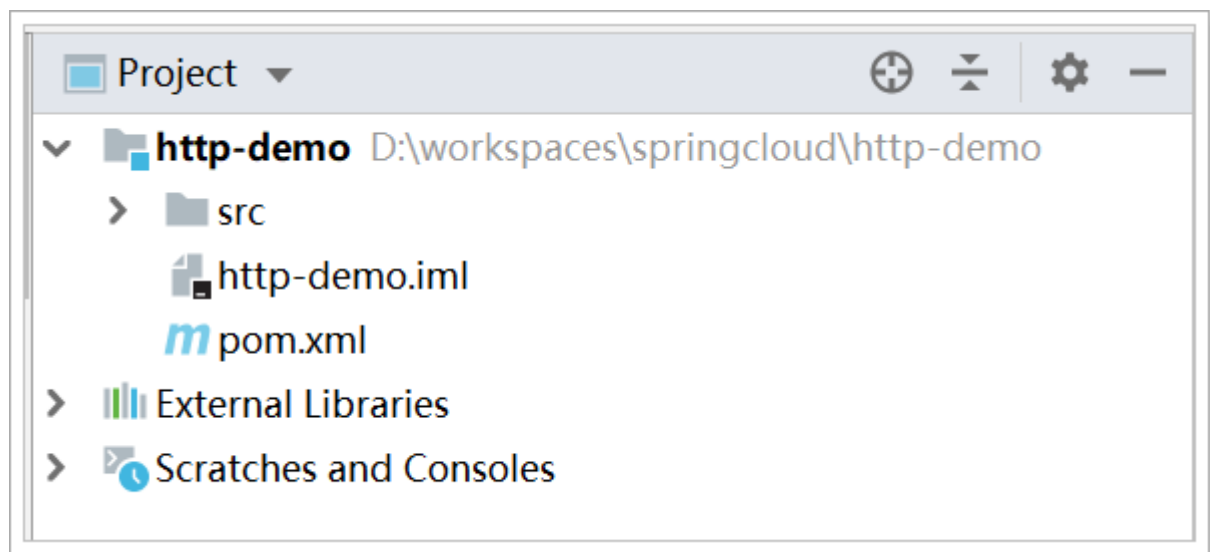 Project
http-demo D:\workspaces\springcloud\http-demo
src
http-demo.iml
m pom.xml
External Libraries
Scratches and Consoles